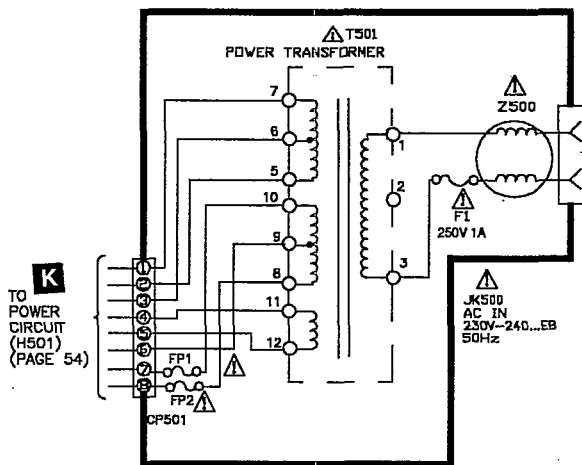 T501
POWER TRANSFORMER
7
6
5
10
9
8
11
12
1
2
3
Z500
F1
250V 1A
JK500
AC IN
230V-240...EB
50Hz
K
TO
POWER
CIRCUIT
(H501)
(PAGE 54)
1
2
3
4
5
6
7
8
FP1
FP2
CP501